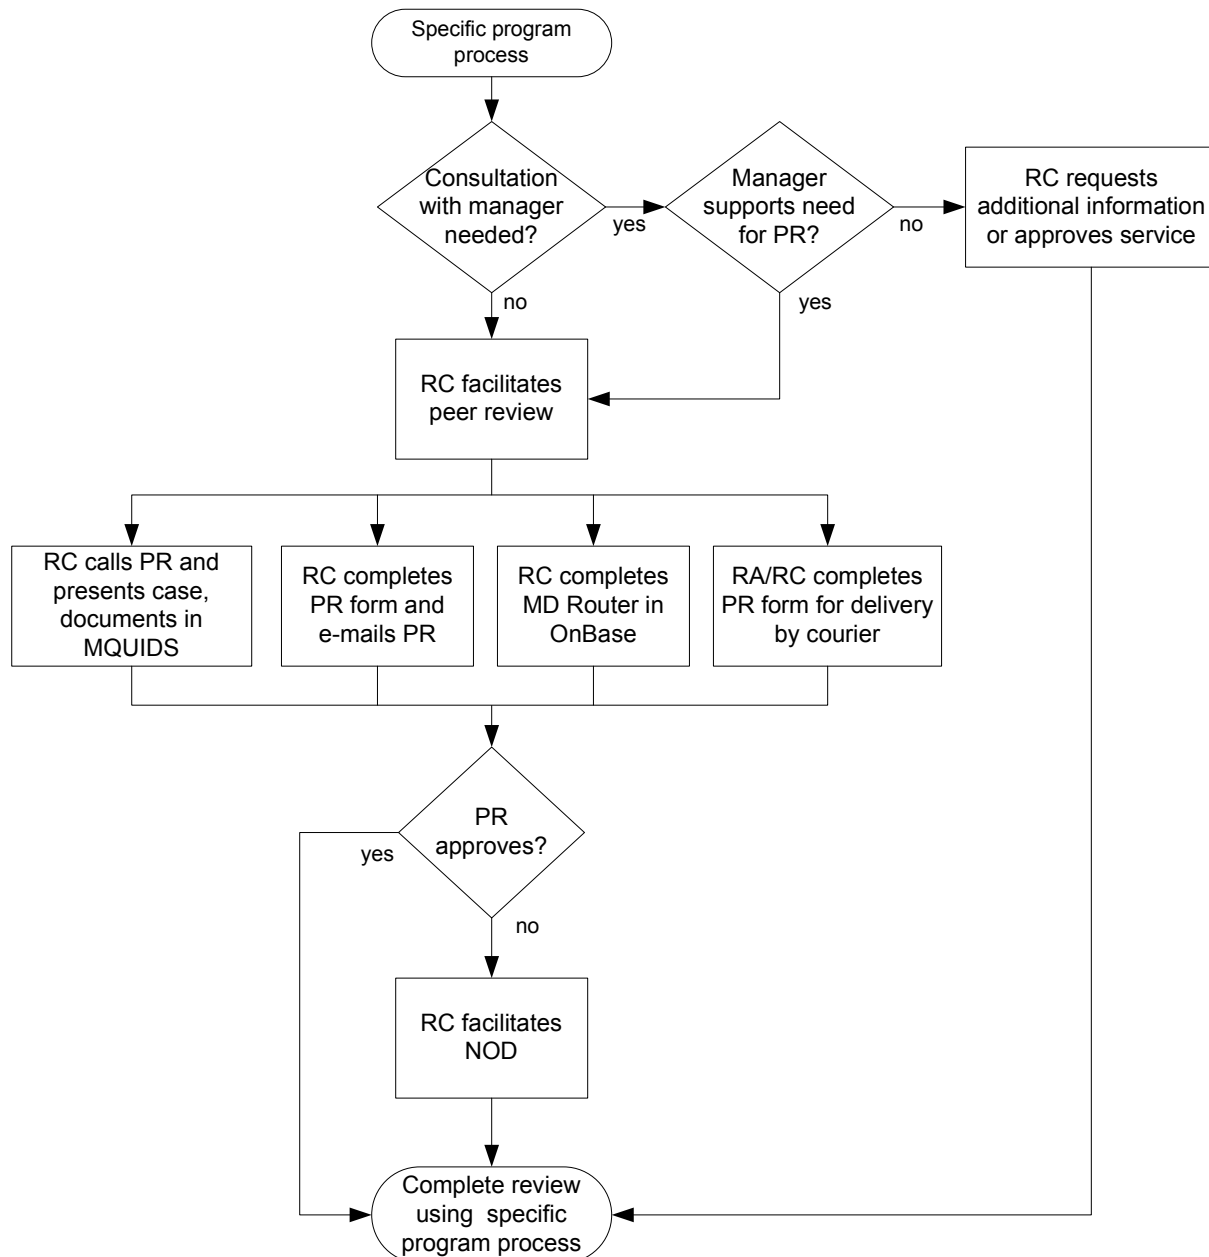 Specific program
process
Consultation
with manager
needed?
yes
Manager
supports need
for PR?
no
RC requests
additional information
or approves service
no
yes
RC facilitates
peer review
RC calls PR and
presents case,
documents in
MQUIDS
RC completes
PR form and
e-mails PR
RC completes
MD Router in
OnBase
RA/RC completes
PR form for delivery
by courier
PR
approves?
yes
no
RC facilitates
NOD
Complete review
using specific
program process